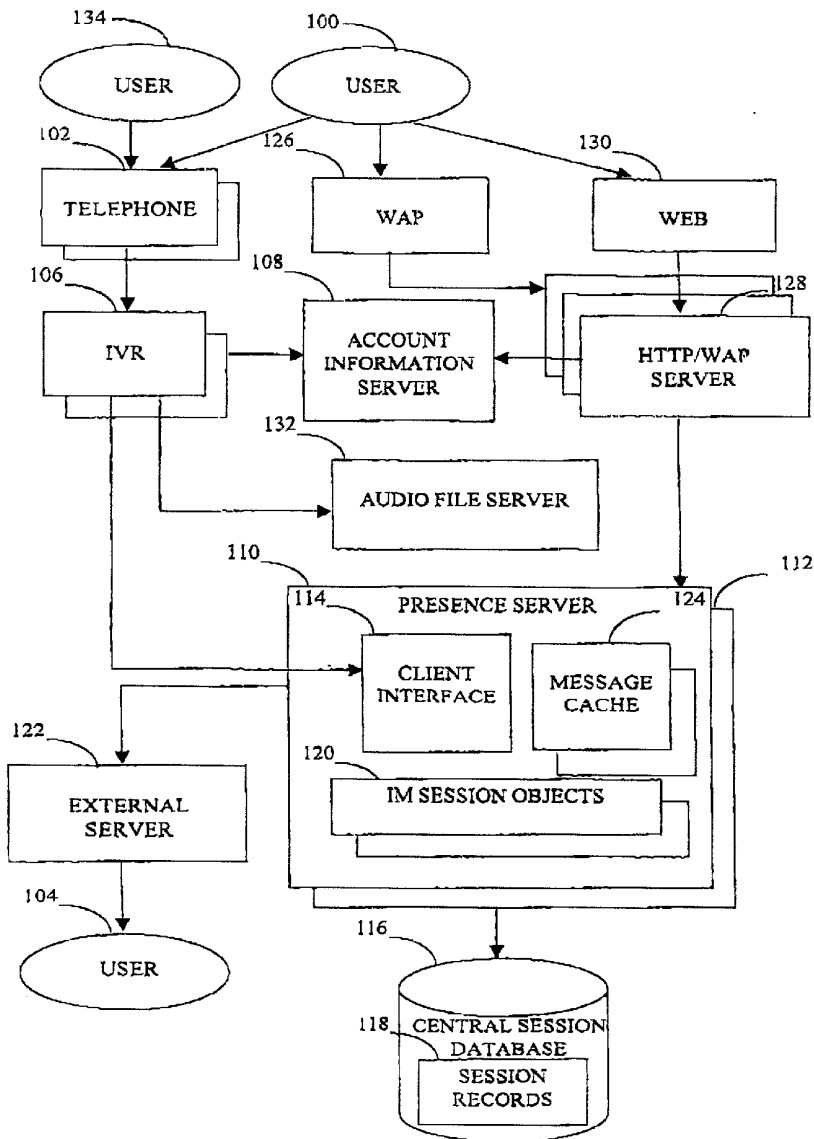 134
100
USER
USER
102
126
130
TELEPHONE
WAP
WEB
106
108
128
IVR
ACCOUNT
INFORMATION
SERVER
HTTP/WAP
SERVER
132
AUDIO FILE SERVER
110
112
PRESENCE SERVER
114
124
CLIENT
INTERFACE
MESSAGE
CACHE
122
120
IM SESSION OBJECTS
EXTERNAL
SERVER
104
USER
116
CENTRAL SESSION
DATABASE
118
SESSION
RECORDS